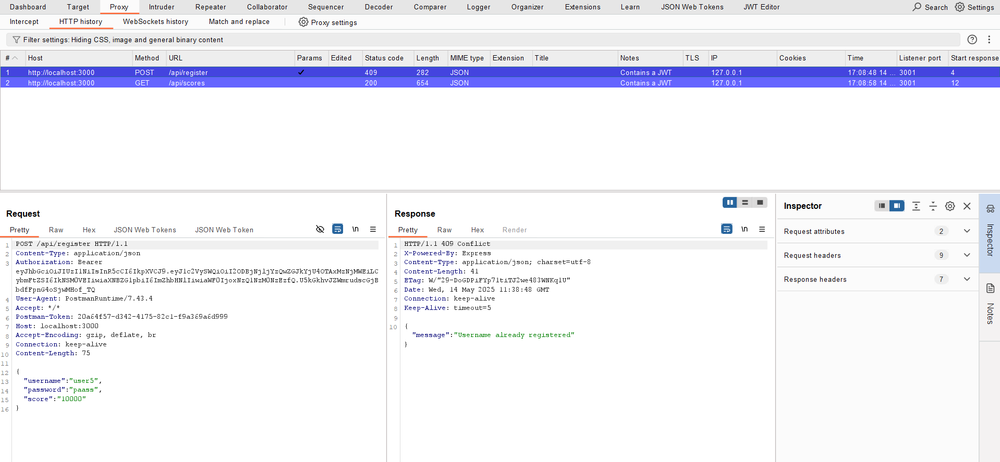 Dashboard Target Proxy Intruder Repeater Collaborator Sequencer Decoder Comparer Logger Organizer Extensions Learn JSON Web Tokens JWT Editor Search Settings
Intercept HTTP history WebSockets history Match and replace Proxy settings
Filter settings: Hiding CSS, image and general binary content
# Host Method URL Params Edited Status code Length MIME type Extension Title Notes TLS IP Cookies Time Listener port Start response
1 http://localhost:3000 POST /api/register ✓ 409 282 JSON Contains a JWT 127.0.0.1 17:08:48 14 ... 3001 4
2 http://localhost:3000 GET /api/scores 200 654 JSON Contains a JWT 127.0.0.1 17:08:58 14 ... 3001 12
Request
Pretty Raw Hex JSON Web Tokens JSON Web Token \n
1 POST /api/register HTTP/1.1
2 Content-Type: application/json
3 Authorization: Bearer
eyJhbGciOiJIUzI1NiIsInR5cCI6IkpXVCJ9.eyJ1c2VySWQiOiI2ODBjNjljYzQwZGJkYjU4OTAxMzNjMWEiLC
ybmFtZSI6IkNSM0VEIiwiaXNBZG1pbiI6ImZhbHNlIiwiaWF0IjoxNzQ1NzM0NzEzfQ.U5kGkhvJZWmrudscGjB
bdfFpnG4oSjwMHof_TQ
4 User-Agent: PostmanRuntime/7.43.4
5 Accept: */*
6 Postman-Token: 20a64f57-d342-4175-82c1-f9a369a6d999
7 Host: localhost:3000
8 Accept-Encoding: gzip, deflate, br
9 Connection: keep-alive
10 Content-Length: 75
11
12 {
13 "username":"user5",
14 "password":"paass",
15 "score":"10000"
16 }
Response
Pretty Raw Hex Render \n
1 HTTP/1.1 409 Conflict
2 X-Powered-By: Express
3 Content-Type: application/json; charset=utf-8
4 Content-Length: 41
5 ETag: W/"29-DoGDPiFYp71tiTJ2we483WNKq1U"
6 Date: Wed, 14 May 2025 11:38:48 GMT
7 Connection: keep-alive
8 Keep-Alive: timeout=5
9
10 {
"message":"Username already registered"
}
Inspector
Request attributes 2
Request headers 9
Response headers 7
Inspector
Notes